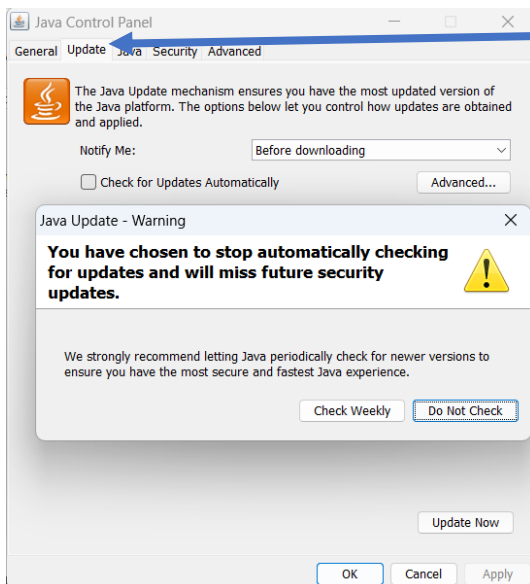 Java Control Panel
General Update Java Security Advanced
The Java Update mechanism ensures you have the most updated version of
the Java platform. The options below let you control how updates are obtained
and applied.
Notify Me: Before downloading
Check for Updates Automatically Advanced...
Java Update - Warning
You have chosen to stop automatically checking
for updates and will miss future security
updates.
We strongly recommend letting Java periodically check for newer versions to
ensure you have the most secure and fastest Java experience.
Check Weekly Do Not Check
Update Now
OK Cancel Apply